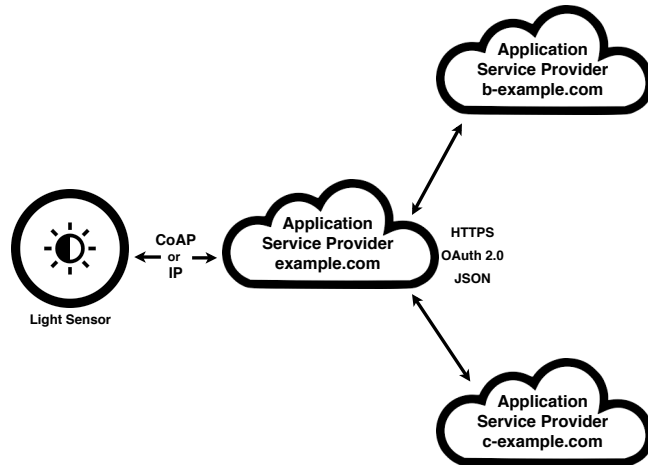 Application
Service Provider
b-example.com
Application
Service Provider
example.com
HTTPS
OAuth 2.0
JSON
CoAP
or
IP
Light Sensor
Application
Service Provider
c-example.com